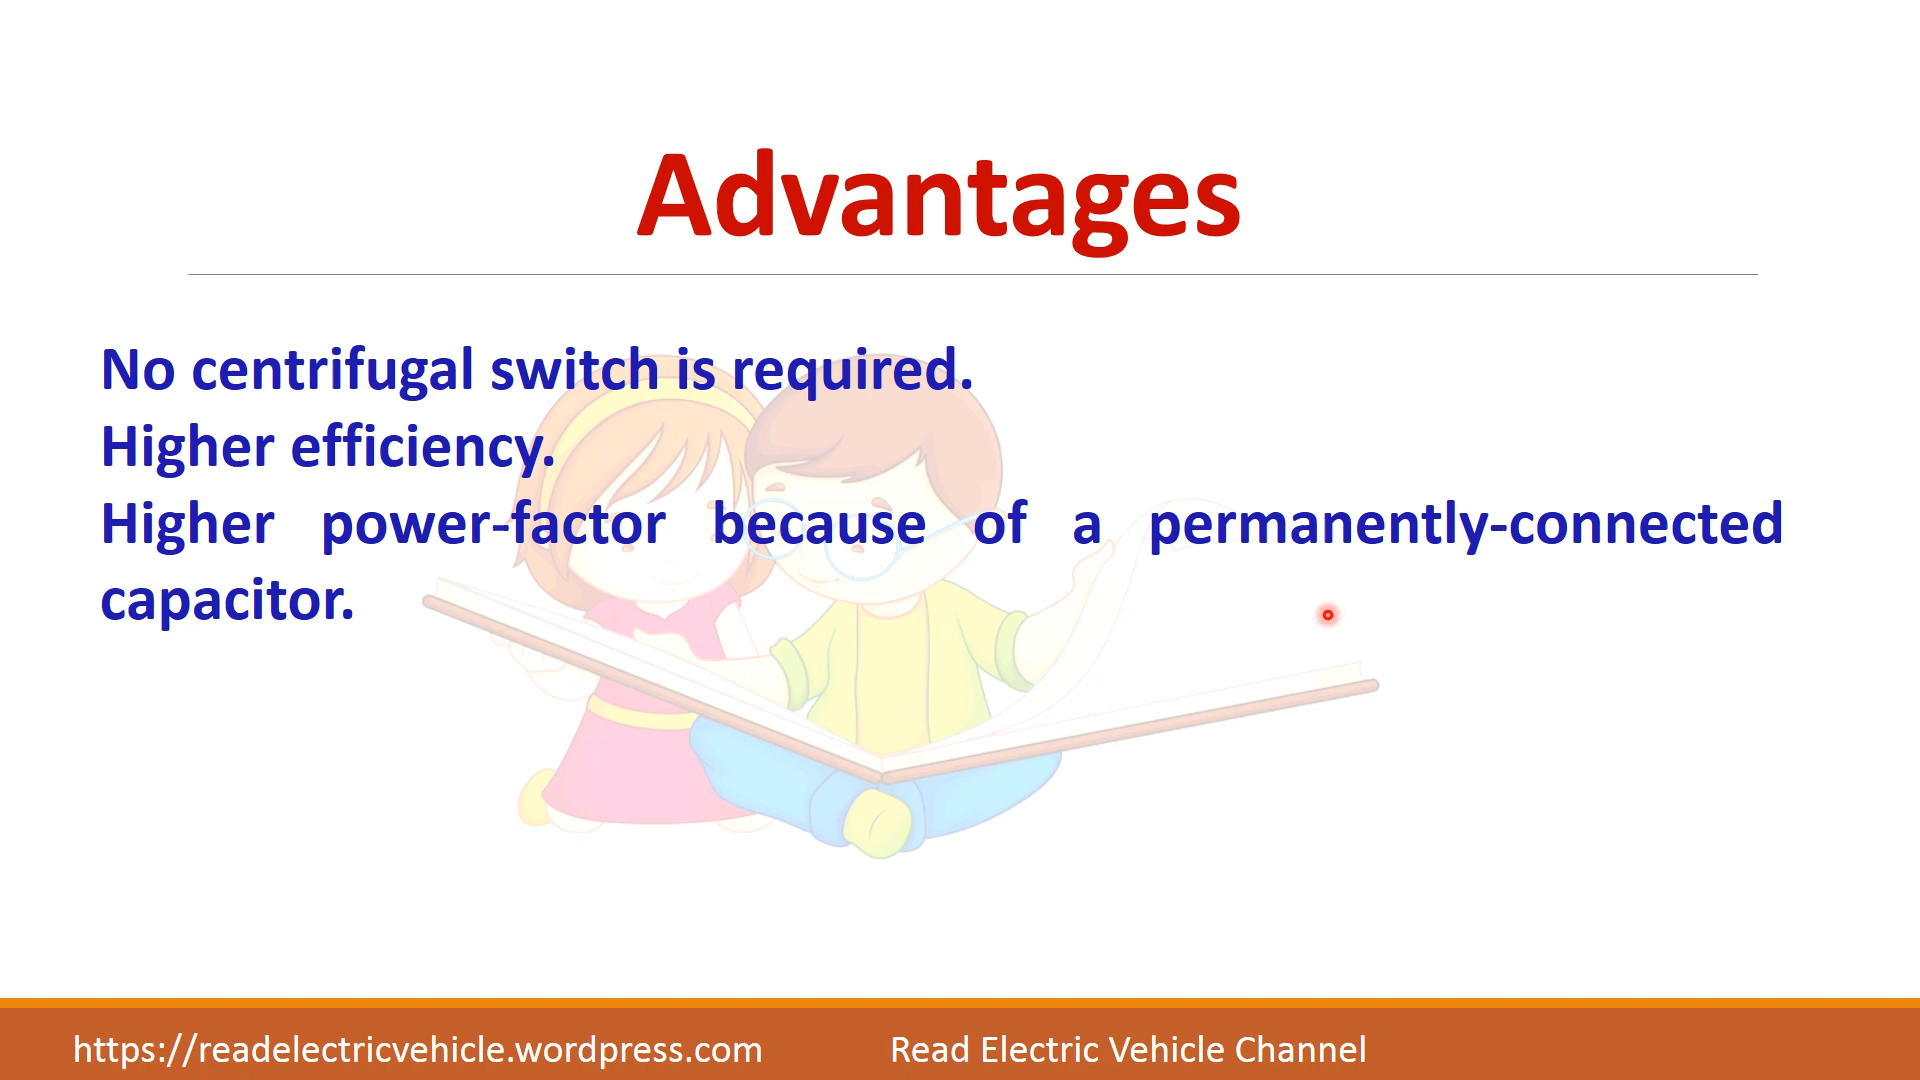 Advantages
No centrifugal switch is required.
Higher efficiency.
Higher power-factor because of a permanently-connected
capacitor.
https://readelectricvehicle.wordpress.com
Read Electric Vehicle Channel